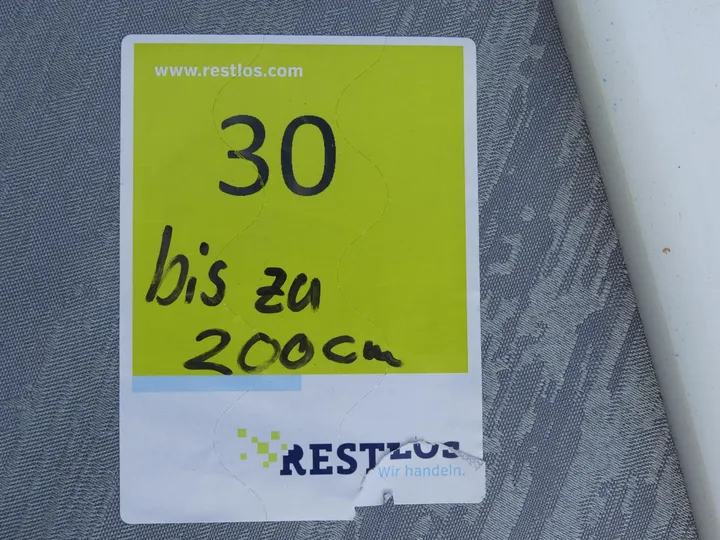 www.restlos.com
30
bis zu
200cm
RESTLOS
Wir handeln.